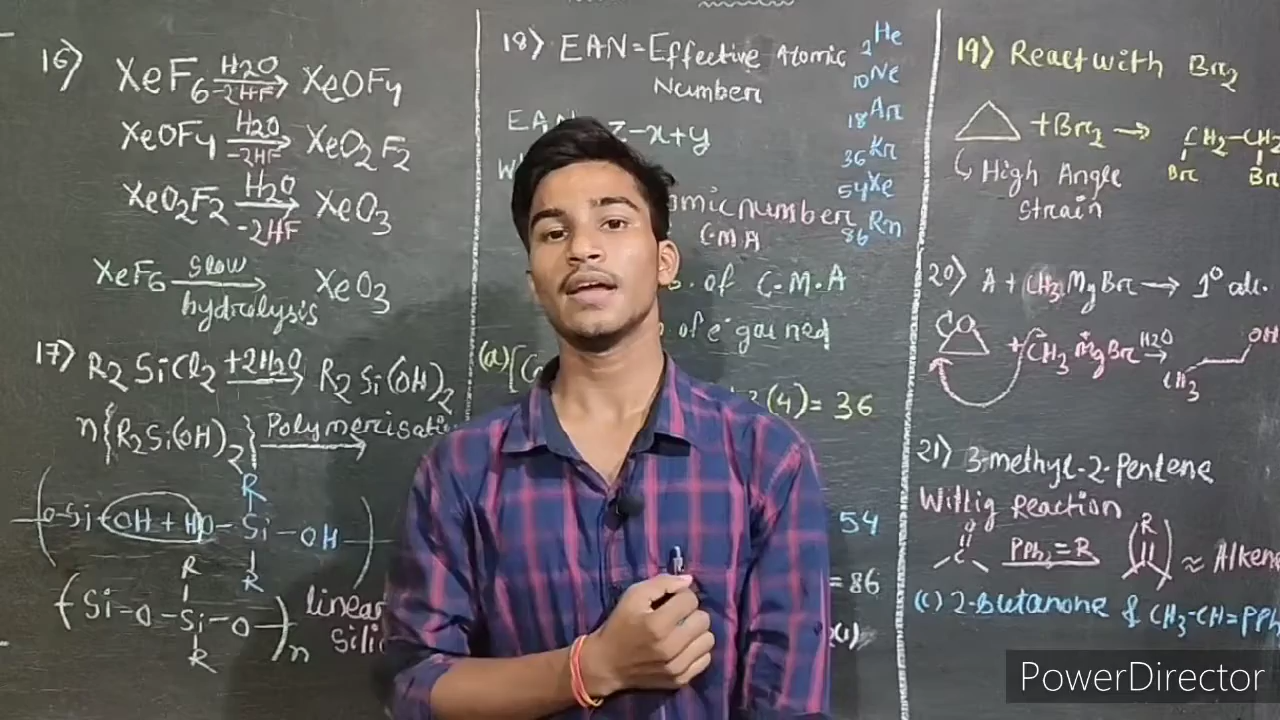 16) XeF6 H2O -2HF → XeOF4
XeOF4 H2O -2HF → XeO2F2
XeO2F2 H2O -2HF → XeO3
XeF6 slow hydrolysis → XeO3
17) R2SiCl2 +2H2O → R2Si(OH)2
n{R2Si(OH)2} Polymerisati
R
(O-Si-OH + HO-Si-OH)
R
R
(Si-O-Si-O)n linear
R
18) EAN=Effective Atomic
Number
EAN z-x+y
omic number
C.M.A
of C.M.A
of e gained
(a) [C
3(4)= 36
54
= 86
2He
10Ne
18Ar
36Kr
54Xe
86Rn
19) React with Br2
+Br2 → CH2-CH2
Br Br
High Angle
Strain
20) A + CH3MgBr → 1° alc.
O + CH3MgBr H2O → OH
CH3
21) 3-methyl-2-Pentene
Wittig Reaction
O R
C PPh3=R ≈ Alkene
(C) 2-butanone & CH3-CH=PPh
PowerDirector